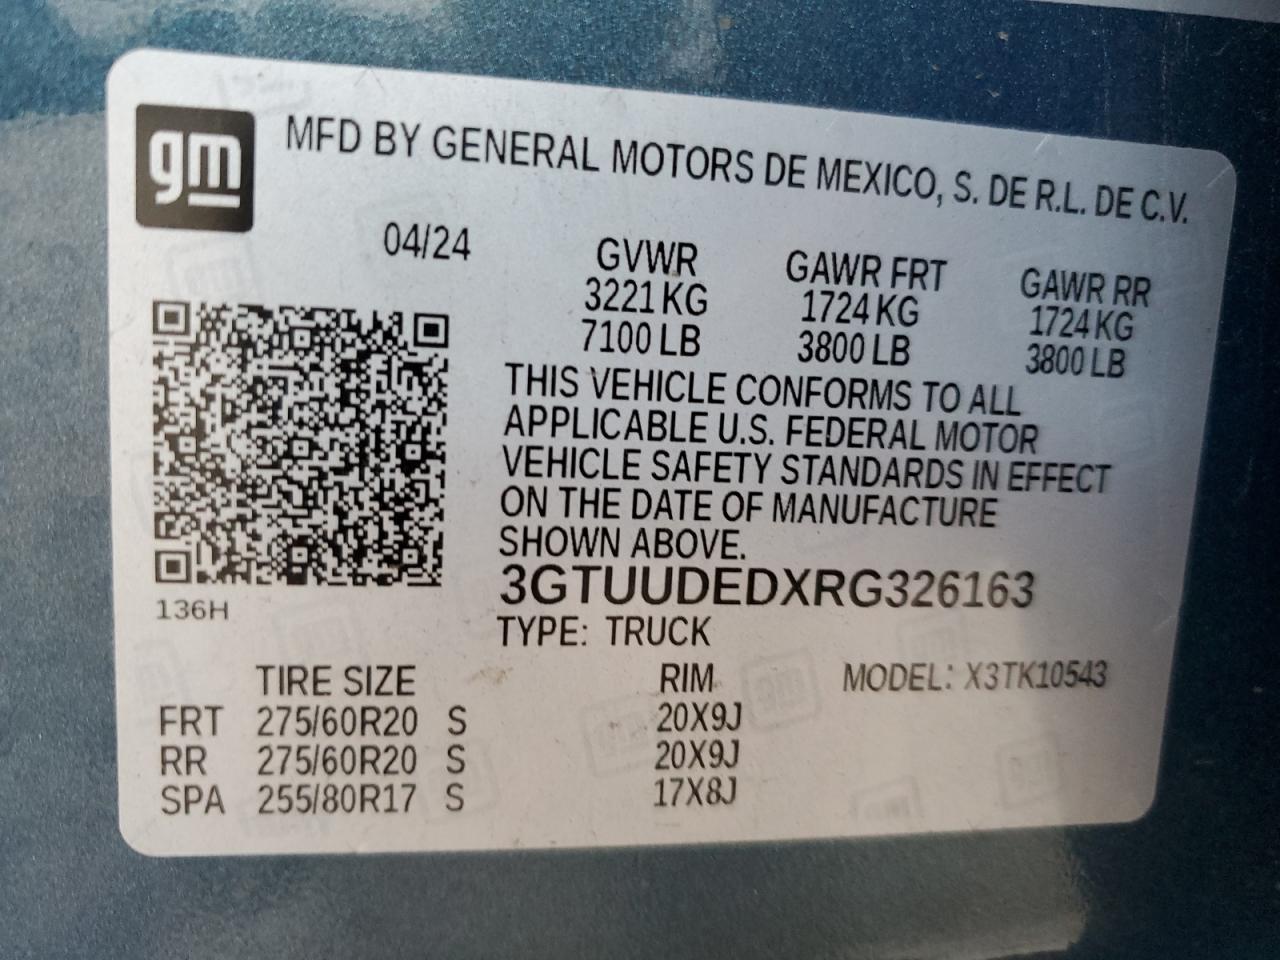 gm
MFD BY GENERAL MOTORS DE MEXICO, S. DE R.L. DE C.V.
04/24
GVWR GAWR FRT GAWR RR
3221 KG 1724 KG 1724 KG
7100 LB 3800 LB 3800 LB
THIS VEHICLE CONFORMS TO ALL
APPLICABLE U.S. FEDERAL MOTOR
VEHICLE SAFETY STANDARDS IN EFFECT
ON THE DATE OF MANUFACTURE
SHOWN ABOVE.
3GTUUDEDXRG326163
136H
TYPE: TRUCK
TIRE SIZE RIM MODEL: X3TK10543
FRT 275/60R20 S 20X9J
RR 275/60R20 S 20X9J
SPA 255/80R17 S 17X8J